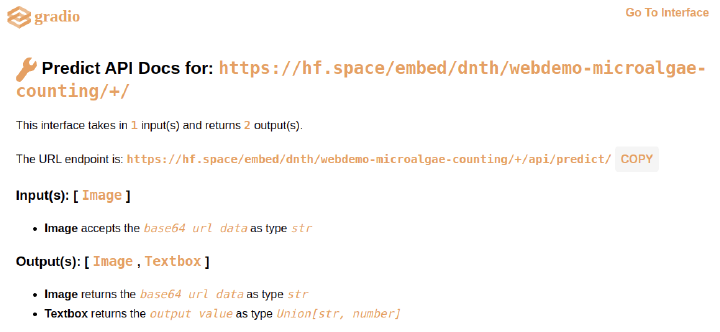 gradio
Go To Interface
Predict API Docs for: https://hf.space/embed/dnth/webdemo-microalgae-
counting/+/
This interface takes in 1 input(s) and returns 2 output(s).
The URL endpoint is: https://hf.space/embed/dnth/webdemo-microalgae-counting/+/api/predict/ COPY
Input(s): [ Image ]
• Image accepts the base64 url data as type str
Output(s): [ Image , Textbox ]
• Image returns the base64 url data as type str
• Textbox returns the output value as type Union[str, number]